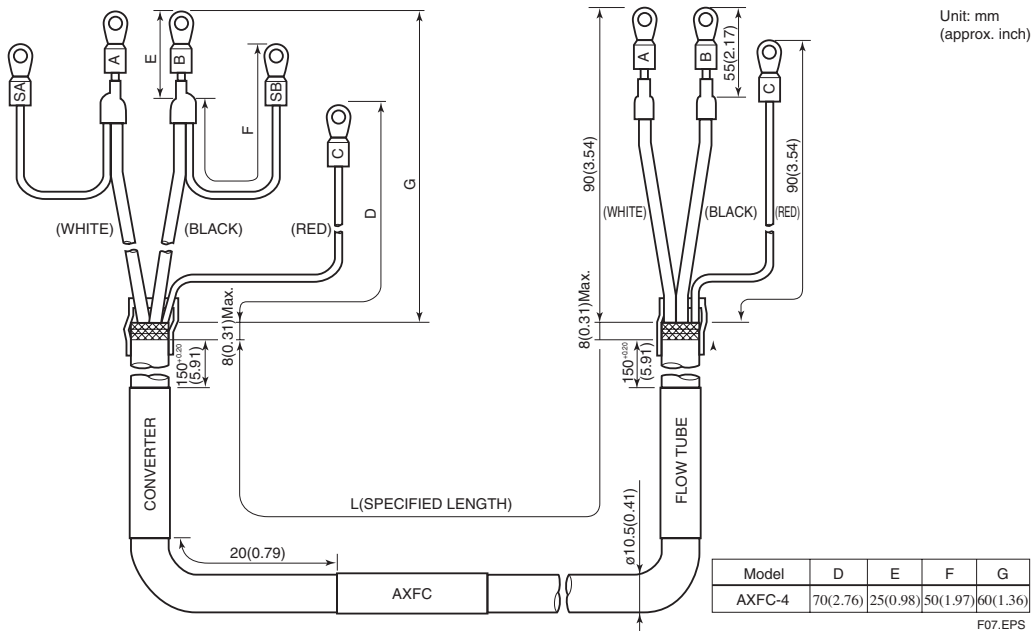 Unit: mm
(approx. inch)
A
B
SA
SB
C
E
F
G
D
(WHITE)
(BLACK)
(RED)
8(0.31)Max.
150+0.20
(5.91)
CONVERTER
20(0.79)
L(SPECIFIED LENGTH)
AXFC
A
B
C
55(2.17)
90(3.54)
90(3.54)
(WHITE)
(BLACK)
(RED)
8(0.31)Max.
150+0.20
(5.91)
FLOW TUBE
ø10.5(0.41)
Model D E F G
AXFC-4 70(2.76) 25(0.98) 50(1.97) 60(1.36)
F07.EPS